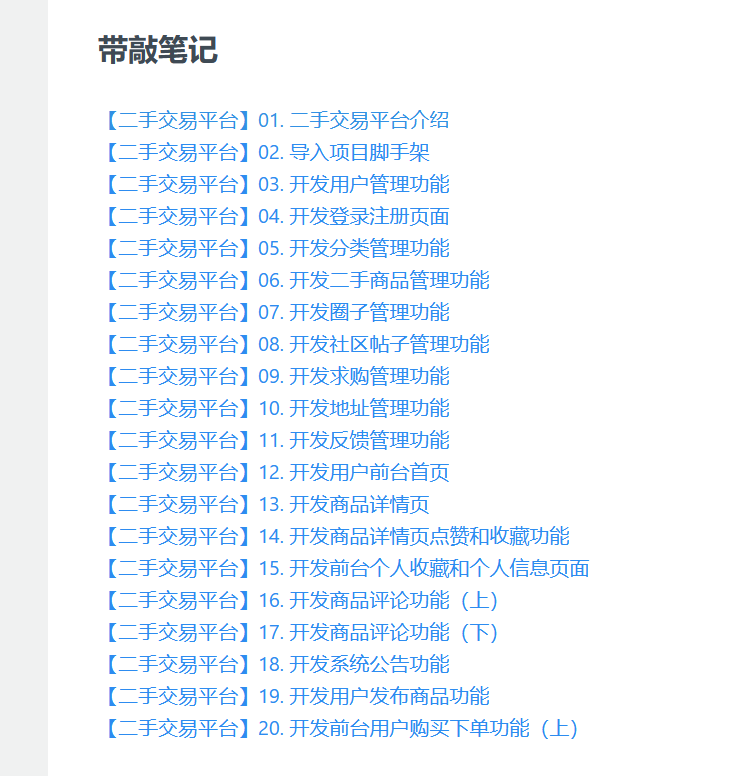 带敲笔记
【二手交易平台】01. 二手交易平台介绍
【二手交易平台】02. 导入项目脚手架
【二手交易平台】03. 开发用户管理功能
【二手交易平台】04. 开发登录注册页面
【二手交易平台】05. 开发分类管理功能
【二手交易平台】06. 开发二手商品管理功能
【二手交易平台】07. 开发圈子管理功能
【二手交易平台】08. 开发社区帖子管理功能
【二手交易平台】09. 开发求购管理功能
【二手交易平台】10. 开发地址管理功能
【二手交易平台】11. 开发反馈管理功能
【二手交易平台】12. 开发用户前台首页
【二手交易平台】13. 开发商品详情页
【二手交易平台】14. 开发商品详情页点赞和收藏功能
【二手交易平台】15. 开发前台个人收藏和个人信息页面
【二手交易平台】16. 开发商品评论功能（上）
【二手交易平台】17. 开发商品评论功能（下）
【二手交易平台】18. 开发系统公告功能
【二手交易平台】19. 开发用户发布商品功能
【二手交易平台】20. 开发前台用户购买下单功能（上）